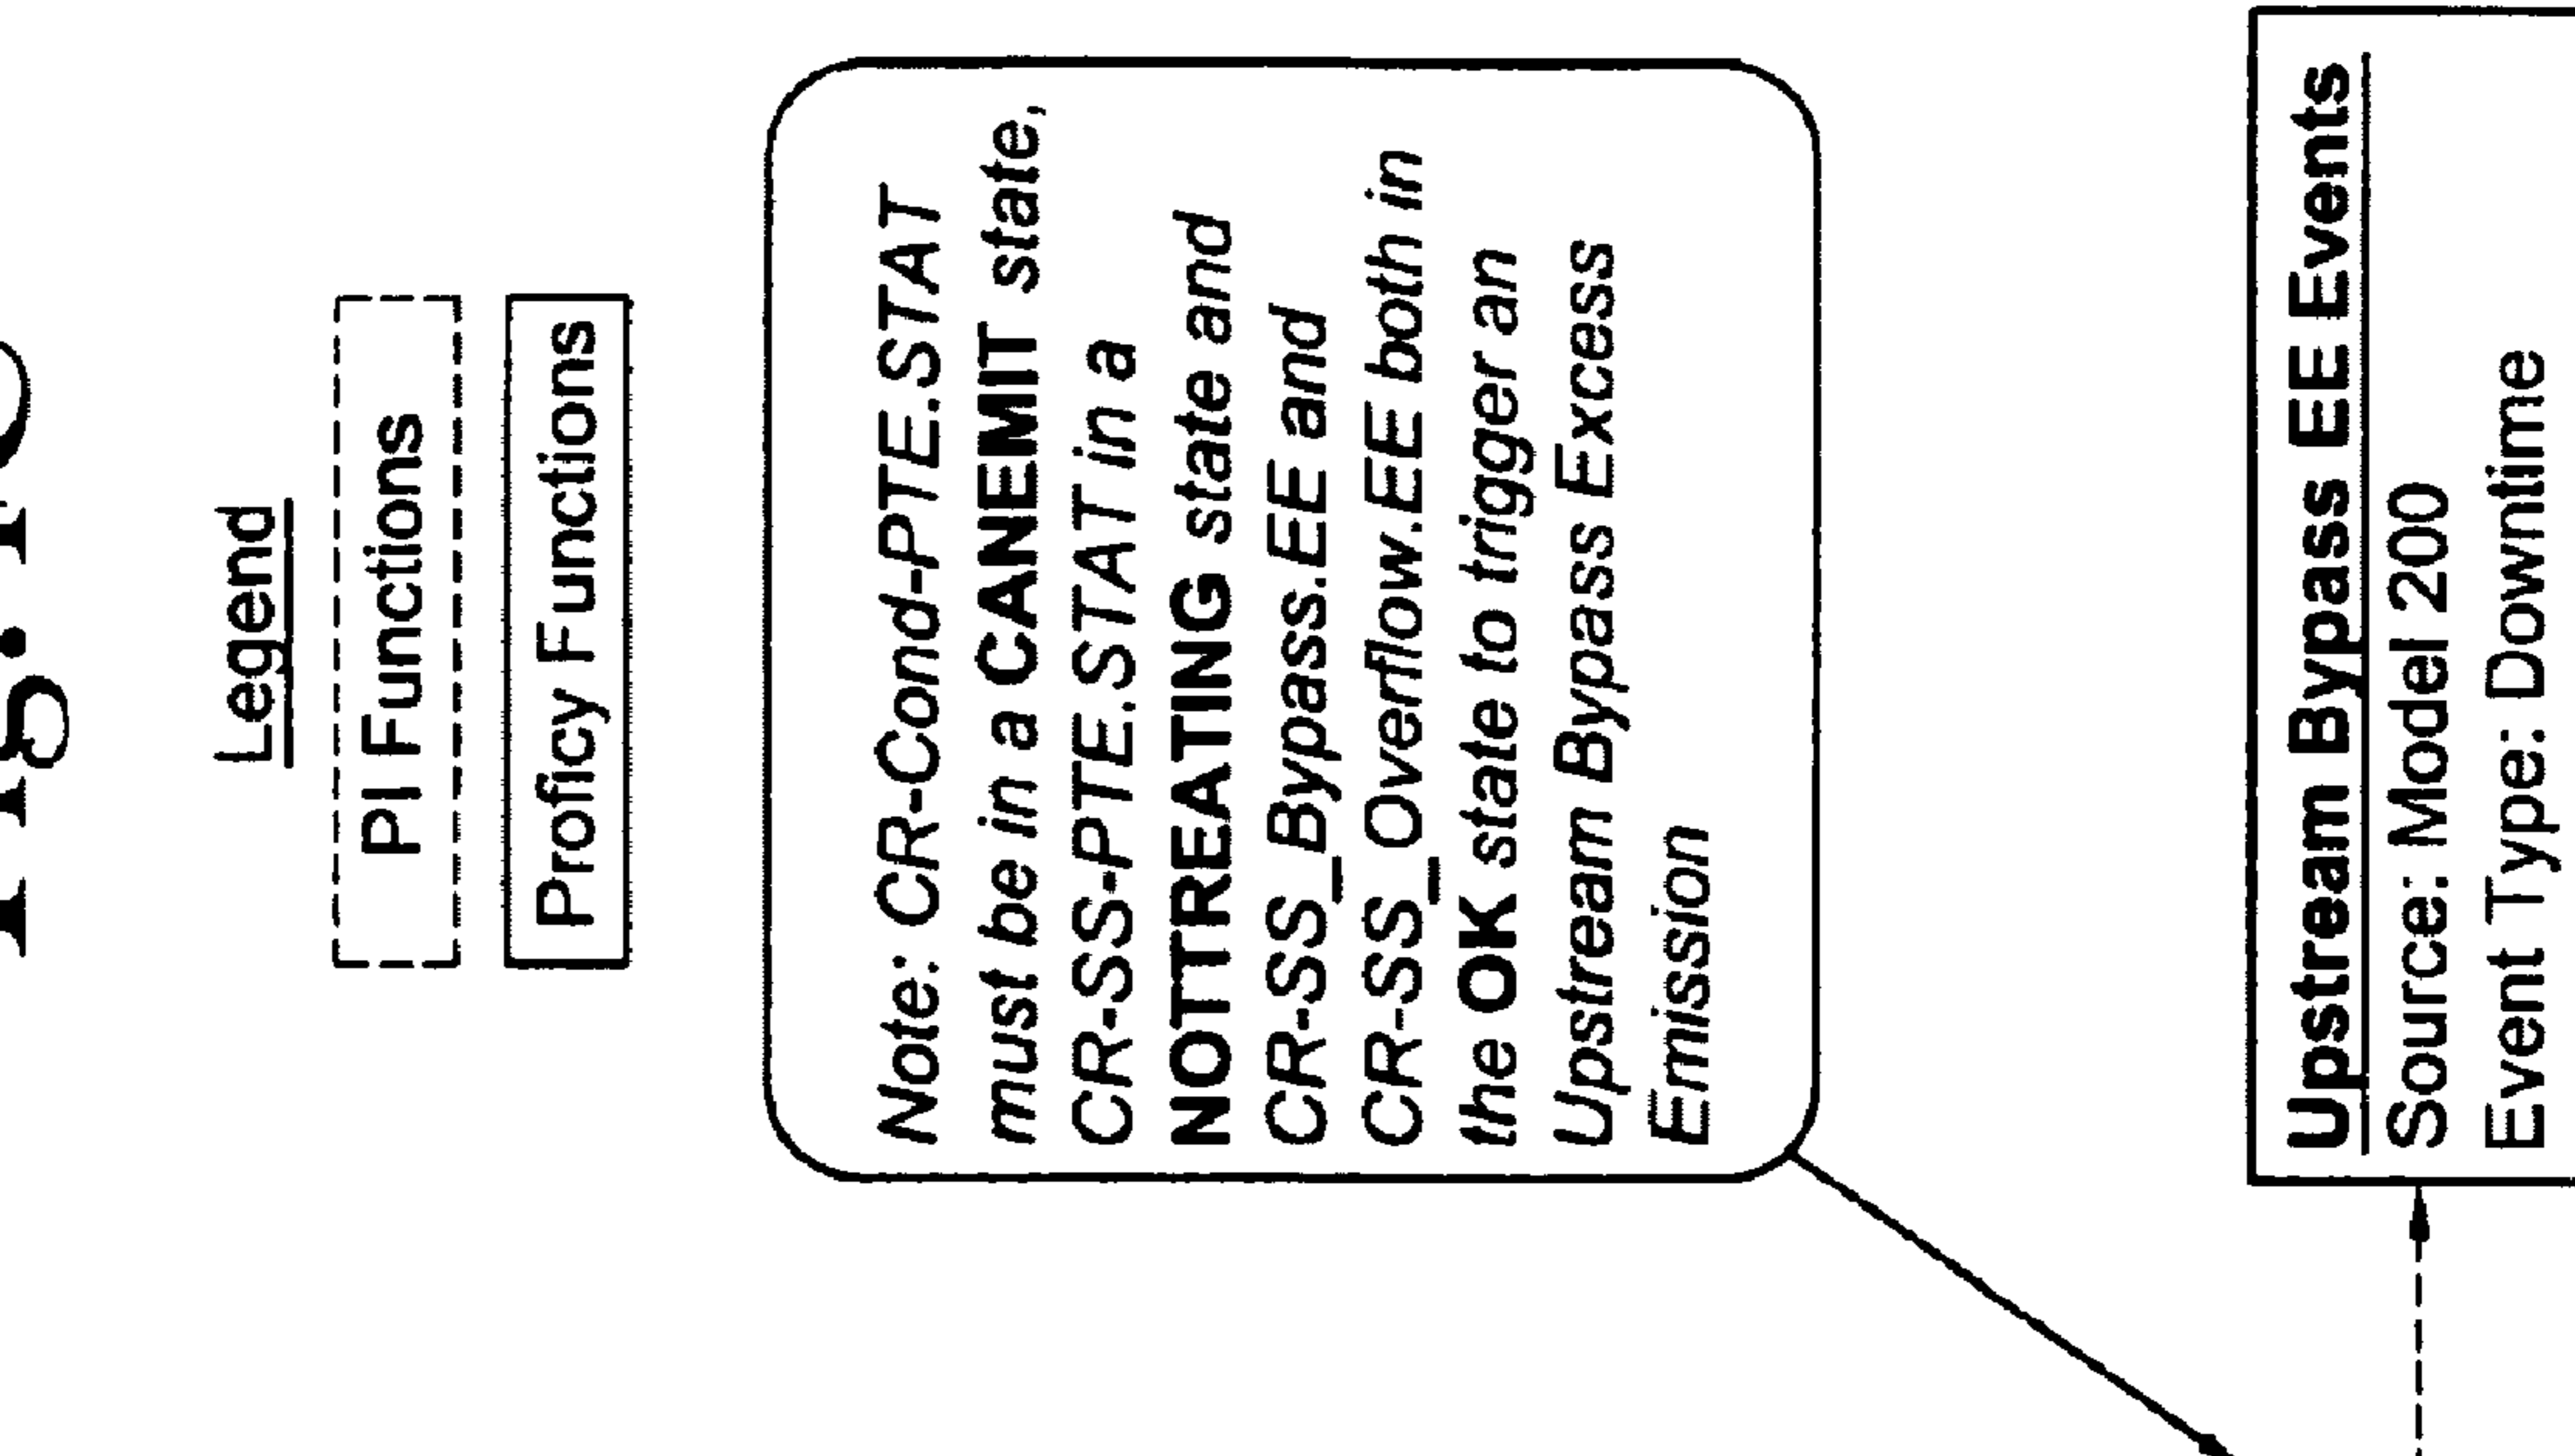 Legend
PI Functions
Proficy Functions
Note: CR-Cond-PTE.STAT
must be in a CANEMIT state,
CR-SS-PTE.STAT in a
NOTTREATING state and
CR-SS_Bypass.EE and
CR-SS_Overflow.EE both in
the OK state to trigger an
Upstream Bypass Excess
Emission
Upstream Bypass EE Events
Source: Model 200
Event Type: Downtime